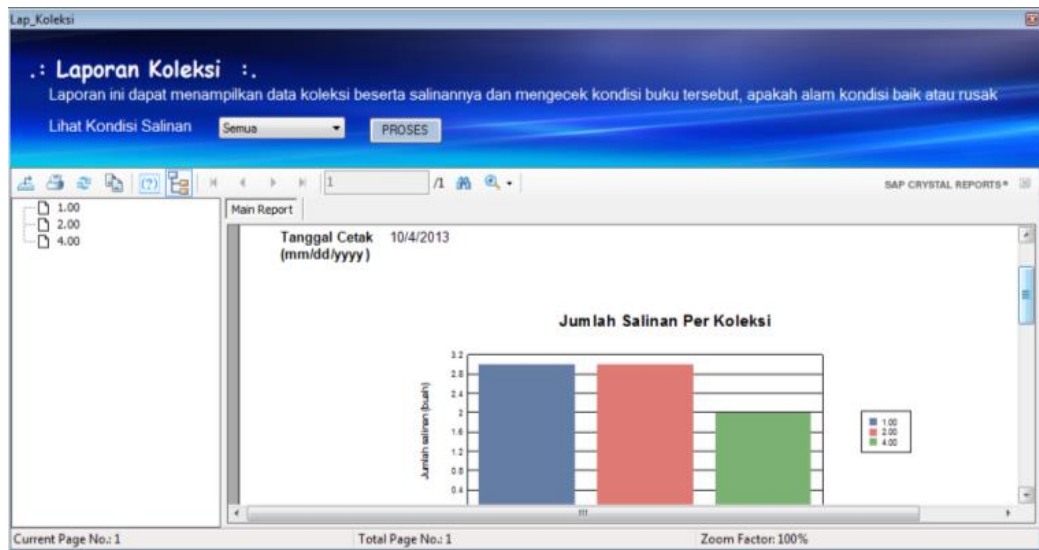 Lap_Koleksi
.: Laporan Koleksi :.
Laporan ini dapat menampilkan data koleksi beserta salinannya dan mengecek kondisi buku tersebut, apakah alam kondisi baik atau rusak
Lihat Kondisi Salinan Semua PROSES
1 /1 SAP CRYSTAL REPORTS®
1.00
2.00
4.00
Main Report
Tanggal Cetak 10/4/2013
(mm/dd/yyyy)
Jumlah Salinan Per Koleksi
Jumlah salinan (buah)
3.2
2.8
2.4
2
1.6
1.2
0.8
0.4
1.00
2.00
4.00
Current Page No.: 1 Total Page No.: 1 Zoom Factor: 100%